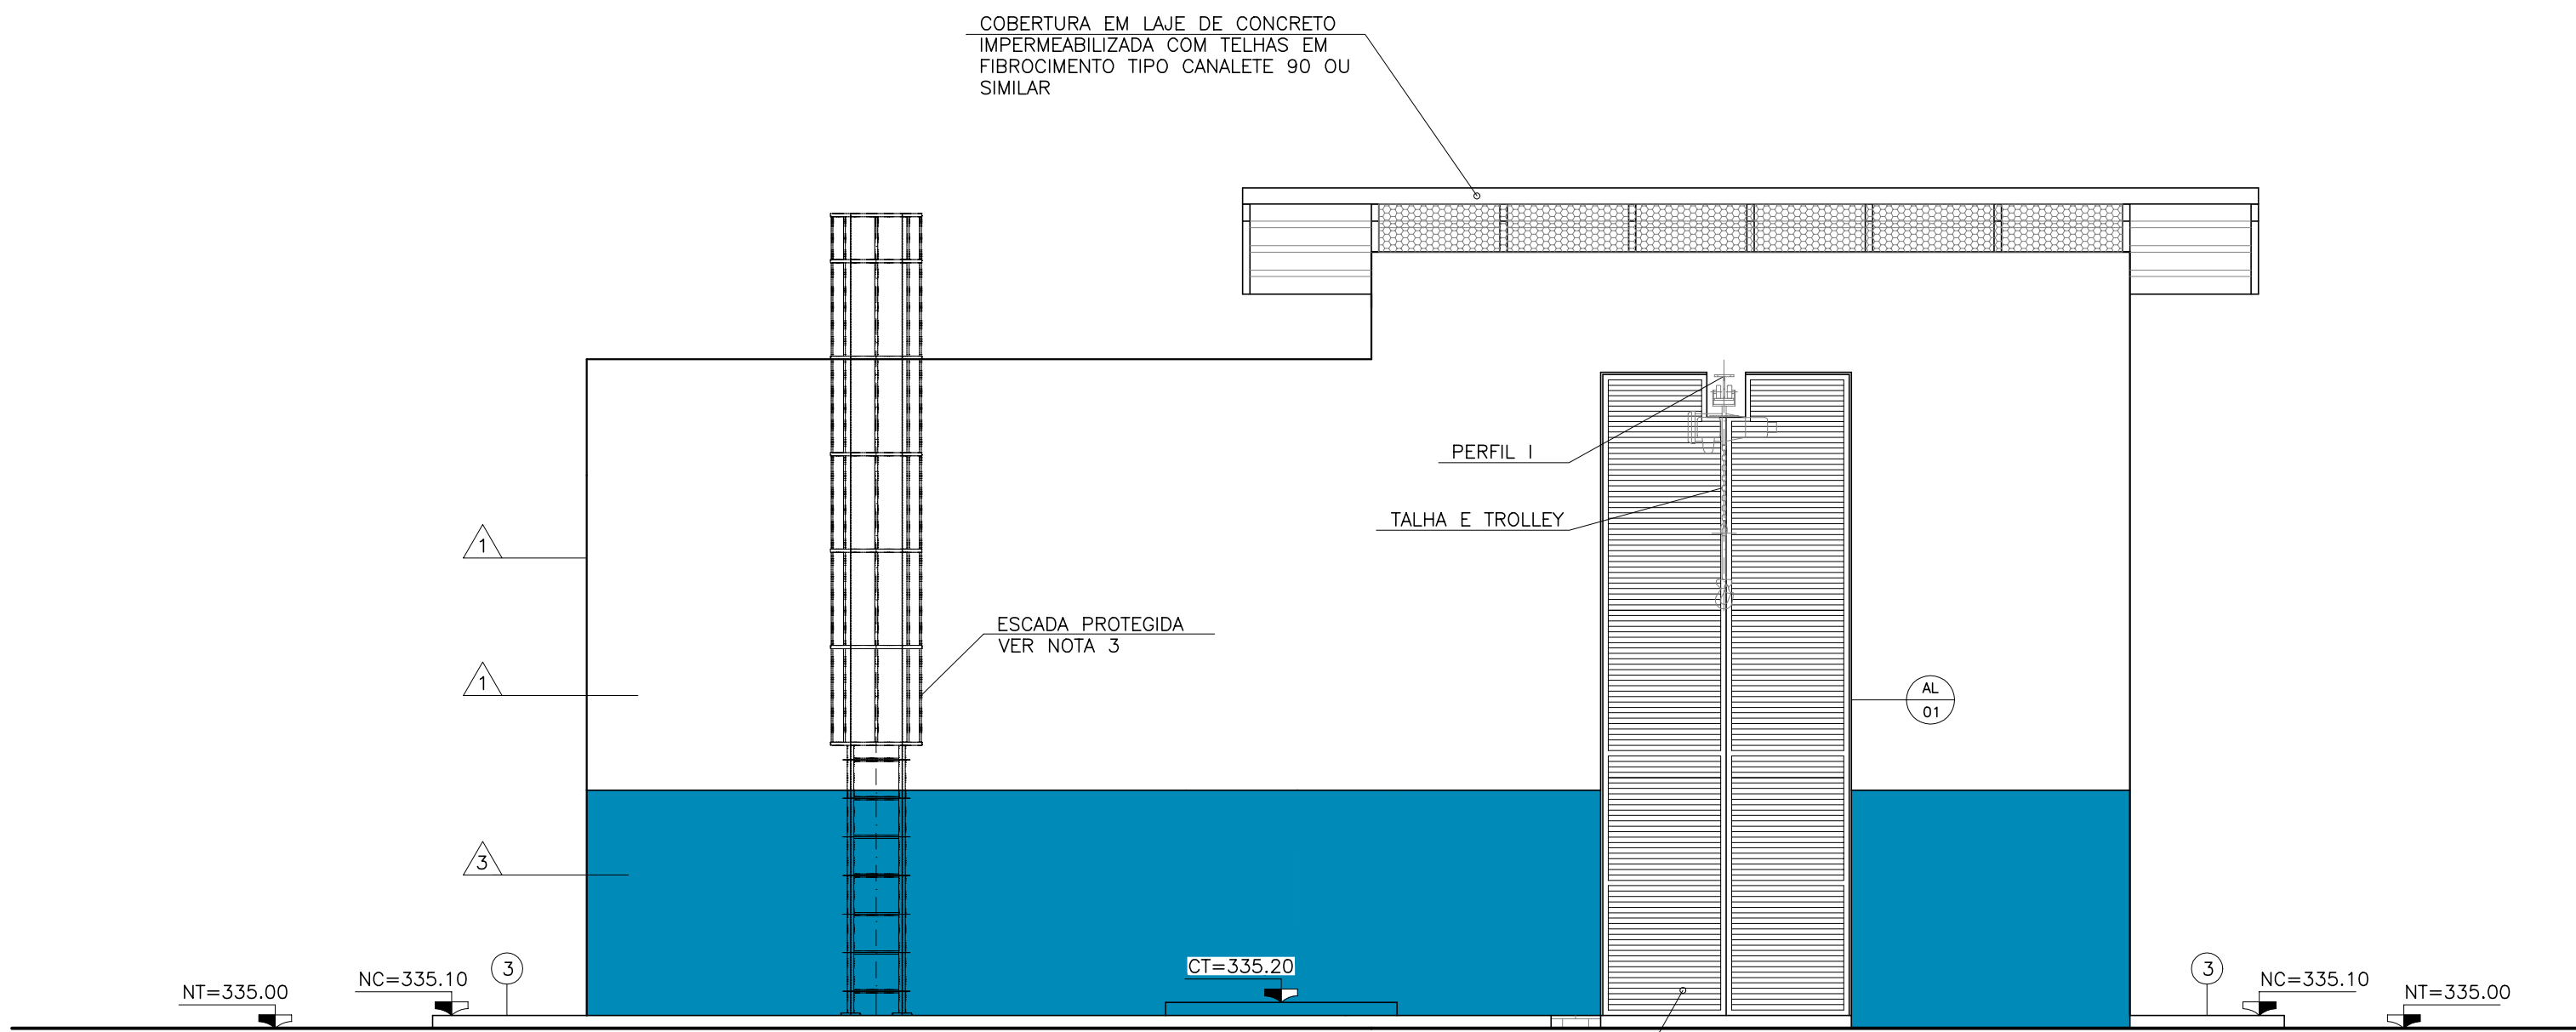 COBERTURA EM LAJE DE CONCRETO
IMPERMEABILIZADA COM TELHAS EM
FIBROCIMENTO TIPO CANALETE 90 OU
SIMILAR
PERFIL I
TALHA E TROLLEY
1
ESCADA PROTEGIDA
VER NOTA 3
1
AL
01
3
NT=335.00
NC=335.10
3
CT=335.20
3
NC=335.10
NT=335.00